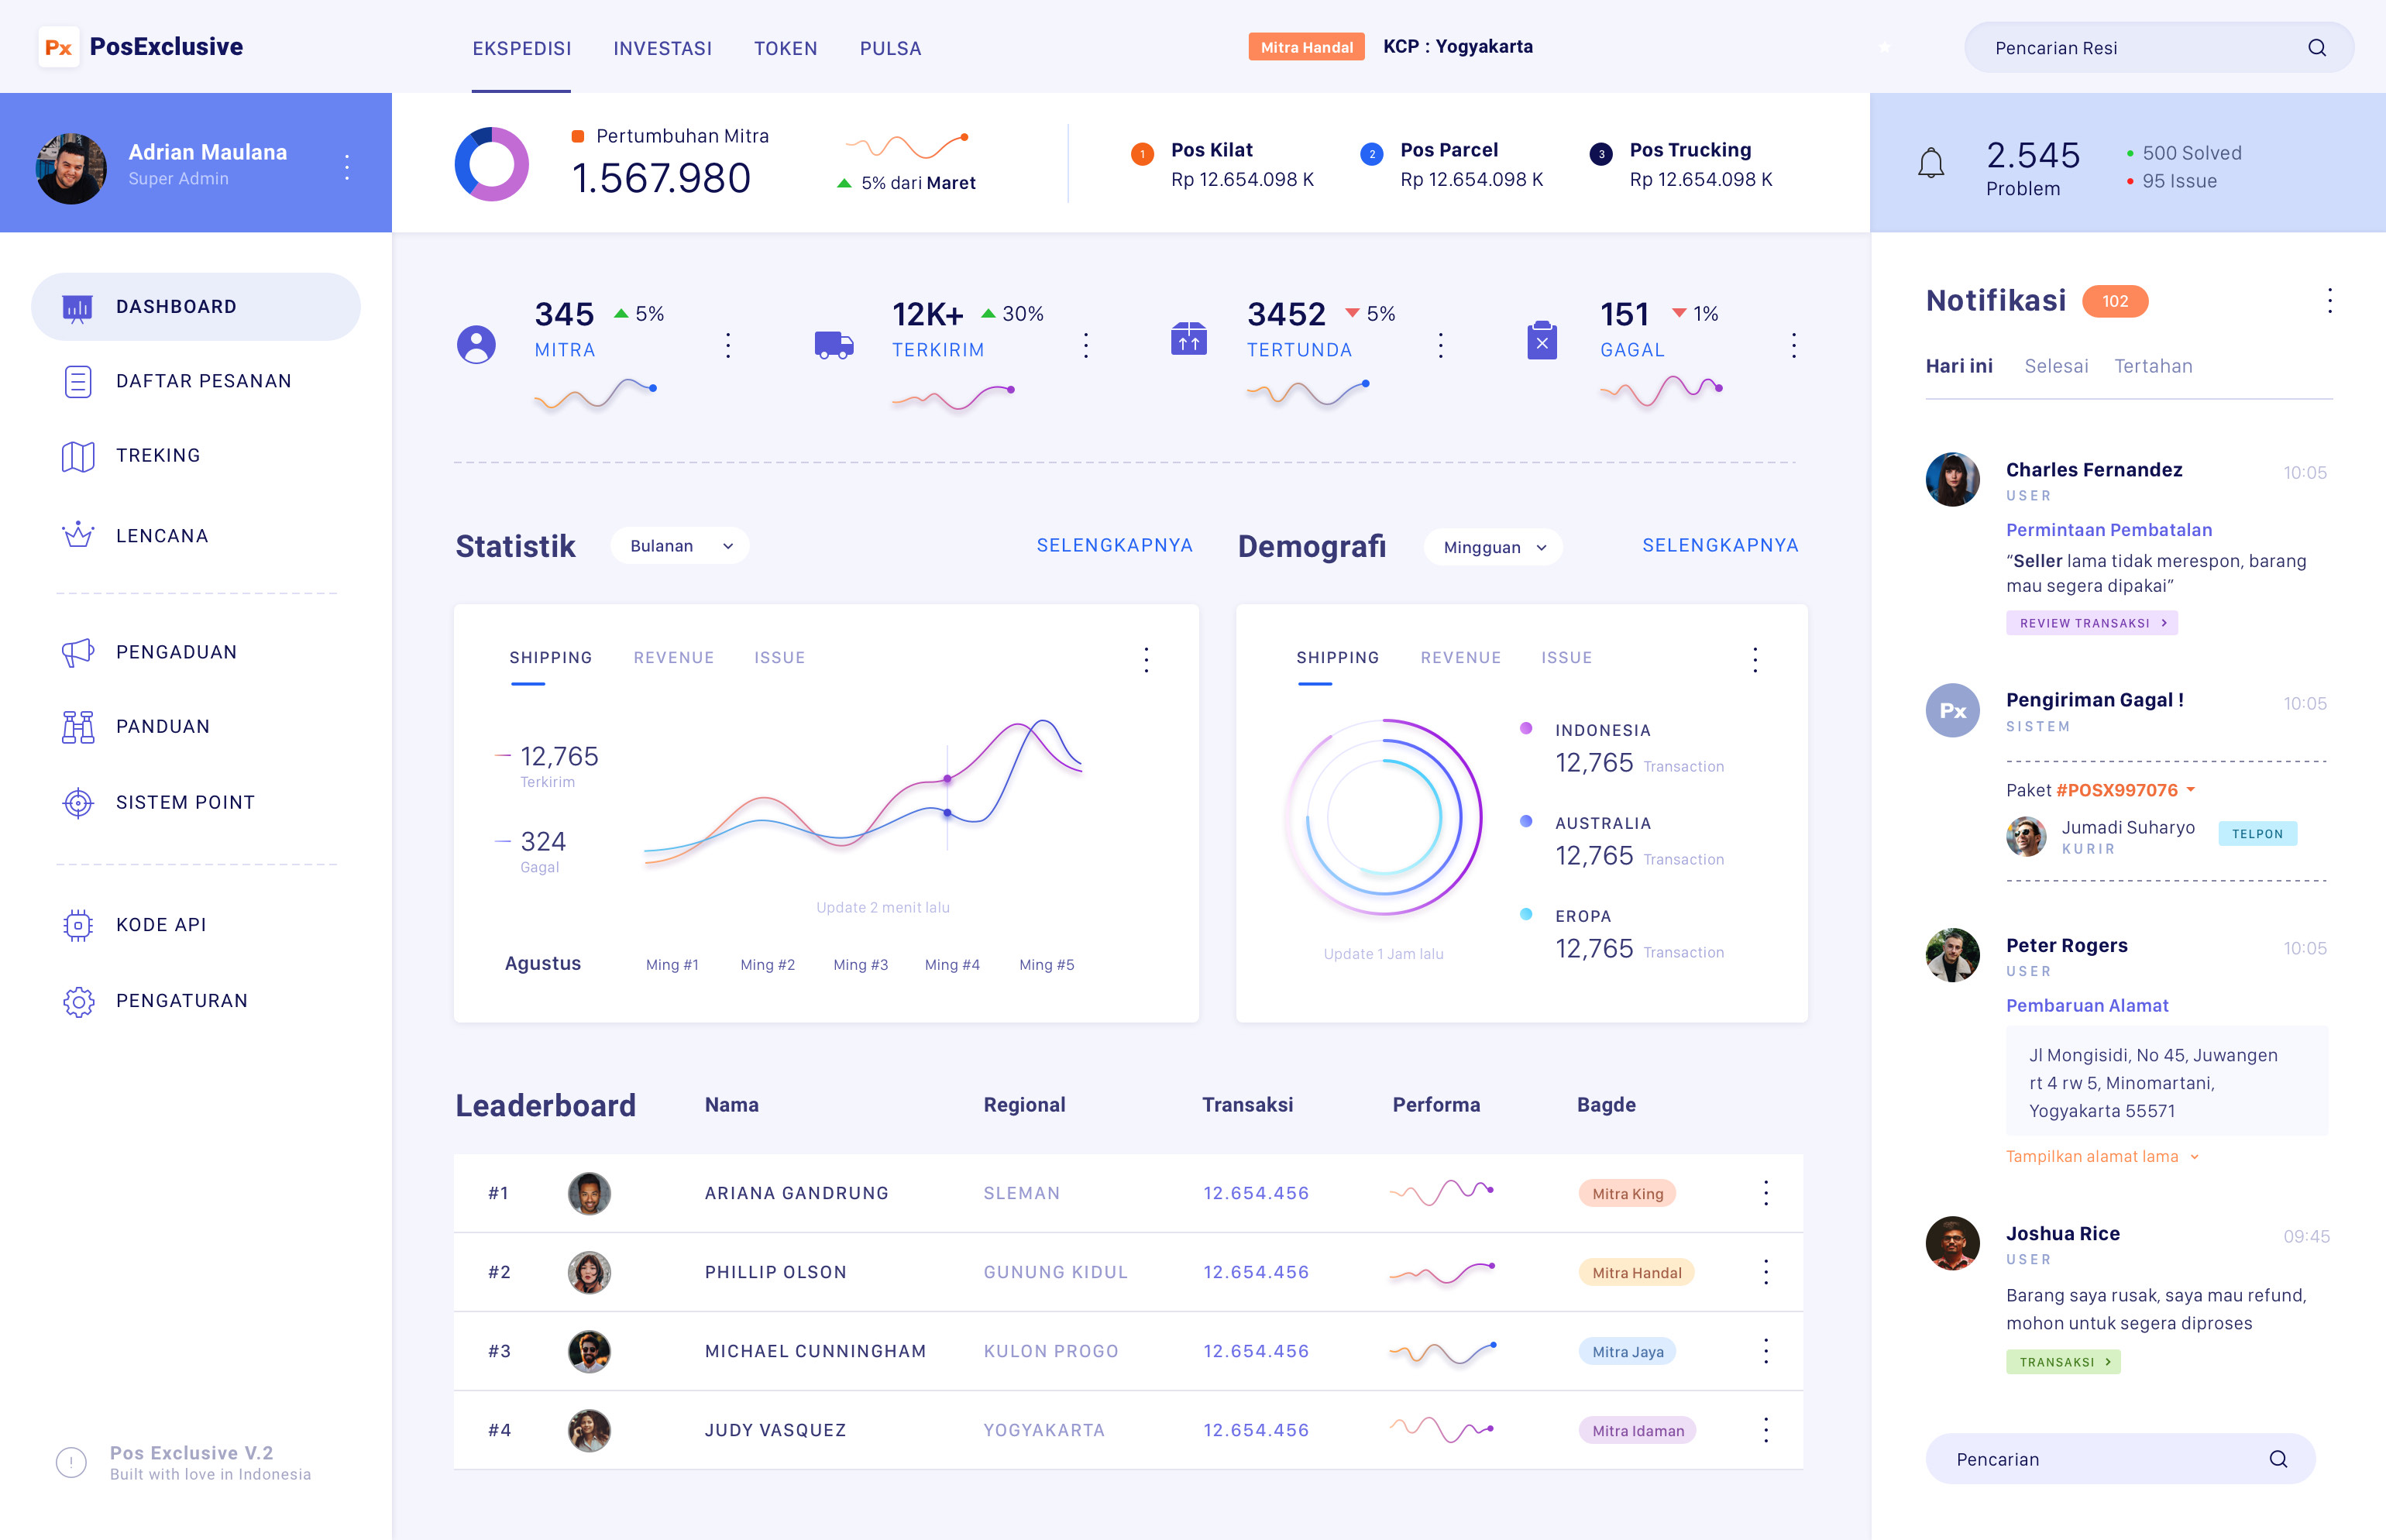 Px PosExclusive
EKSPEDISI INVESTASI TOKEN PULSA
Mitra Handal KCP : Yogyakarta
Pencarian Resi
Adrian Maulana
Super Admin
Pertumbuhan Mitra
1.567.980
5% dari Maret
1 Pos Kilat
Rp 12.654.098 K
2 Pos Parcel
Rp 12.654.098 K
3 Pos Trucking
Rp 12.654.098 K
2.545
Problem
500 Solved
95 Issue
DASHBOARD
DAFTAR PESANAN
TREKING
LENCANA
PENGADUAN
PANDUAN
SISTEM POINT
KODE API
PENGATURAN
Pos Exclusive V.2
Built with love in Indonesia
345 5%
MITRA
12K+ 30%
TERKIRIM
3452 5%
TERTUNDA
151 1%
GAGAL
Statistik Bulanan SELENGKAPNYA
SHIPPING REVENUE ISSUE
12,765
Terkirim
324
Gagal
Update 2 menit lalu
Agustus Ming #1 Ming #2 Ming #3 Ming #4 Ming #5
Demografi Mingguan SELENGKAPNYA
SHIPPING REVENUE ISSUE
INDONESIA
12,765 Transaction
AUSTRALIA
12,765 Transaction
EROPA
12,765 Transaction
Update 1 Jam lalu
Leaderboard Nama Regional Transaksi Performa Bagde
#1 ARIANA GANDRUNG SLEMAN 12.654.456 Mitra King
#2 PHILLIP OLSON GUNUNG KIDUL 12.654.456 Mitra Handal
#3 MICHAEL CUNNINGHAM KULON PROGO 12.654.456 Mitra Jaya
#4 JUDY VASQUEZ YOGYAKARTA 12.654.456 Mitra Idaman
Notifikasi 102
Hari ini Selesai Tertahan
Charles Fernandez 10:05
USER
Permintaan Pembatalan
“Seller lama tidak merespon, barang
mau segera dipakai”
REVIEW TRANSAKSI
Px Pengiriman Gagal ! 10:05
SISTEM
Paket #POSX997076
Jumadi Suharyo
KURIR
TELPON
Peter Rogers 10:05
USER
Pembaruan Alamat
Jl Mongisidi, No 45, Juwangen
rt 4 rw 5, Minomartani,
Yogyakarta 55571
Tampilkan alamat lama
Joshua Rice 09:45
USER
Barang saya rusak, saya mau refund,
mohon untuk segera diproses
TRANSAKSI
Pencarian